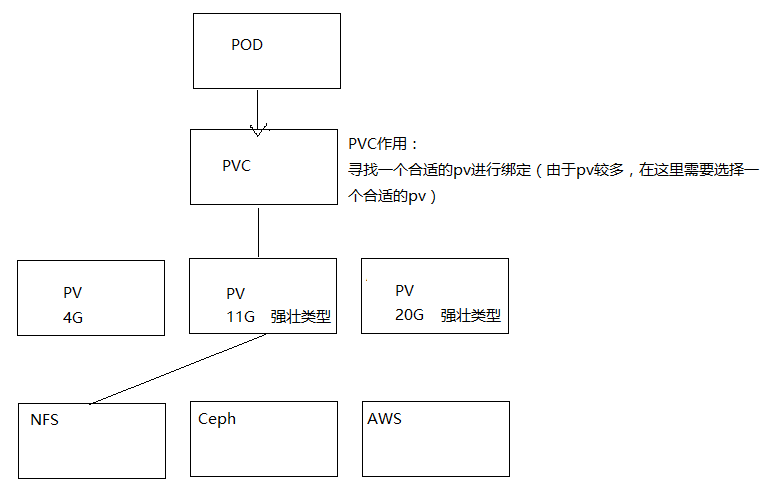 POD
PVC
PVC作用：
寻找一个合适的pv进行绑定（由于pv较多，在这里需要选择一
个合适的pv）
PV
4G
PV
11G 强壮类型
PV
20G 强壮类型
NFS
Ceph
AWS